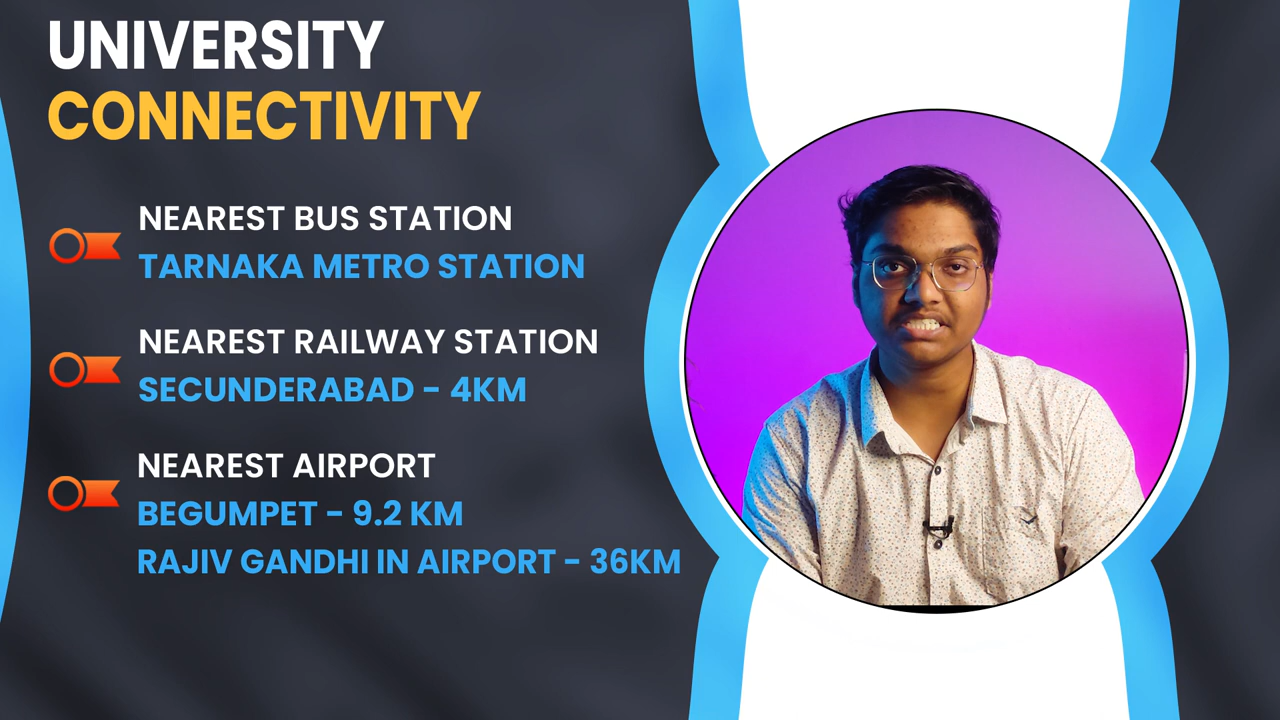 UNIVERSITY
CONNECTIVITY
NEAREST BUS STATION
TARNAKA METRO STATION
NEAREST RAILWAY STATION
SECUNDERABAD - 4KM
NEAREST AIRPORT
BEGUMPET - 9.2 KM
RAJIV GANDHI IN AIRPORT - 36KM